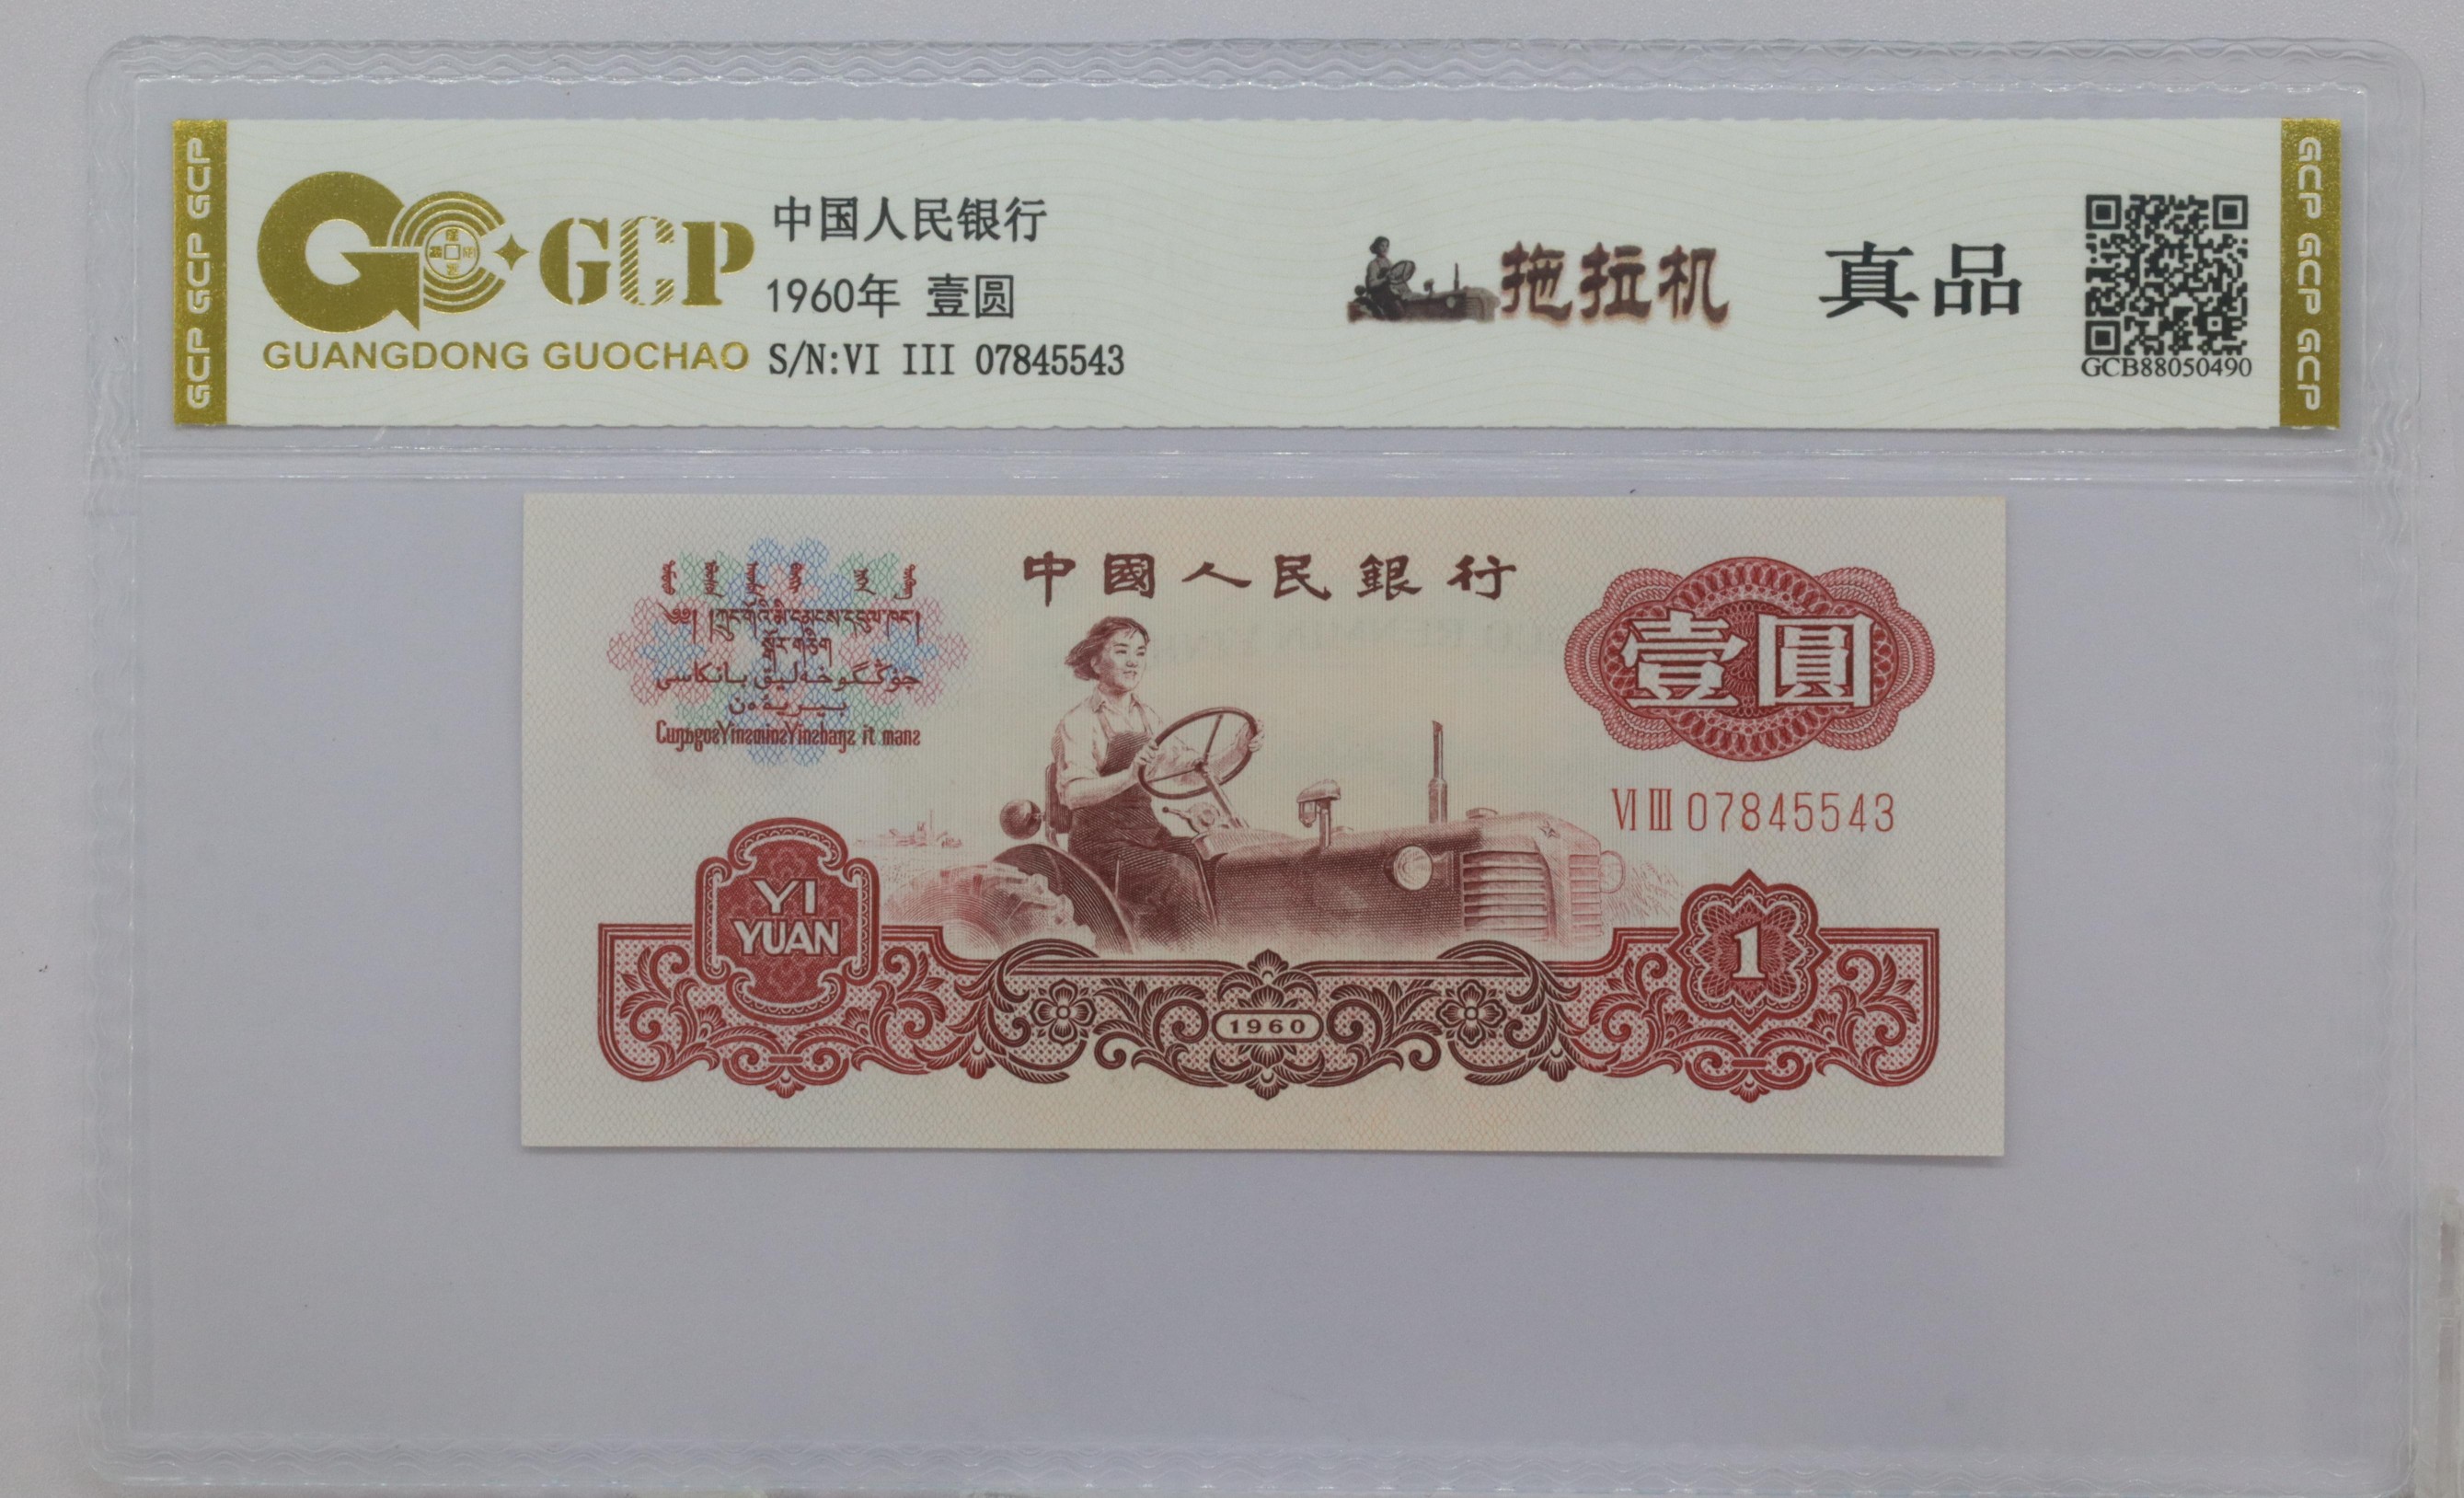 GCP GCP GCP
GCP
GUANGDONG GUOCHAO
中国人民银行
1960年 壹圆
S/N:VI III 07845543
拖拉机
真品
GCB88050490
GCP GCP GCP
中國人民銀行
壹圓
VI III 07845543
YI
YUAN
1960
1